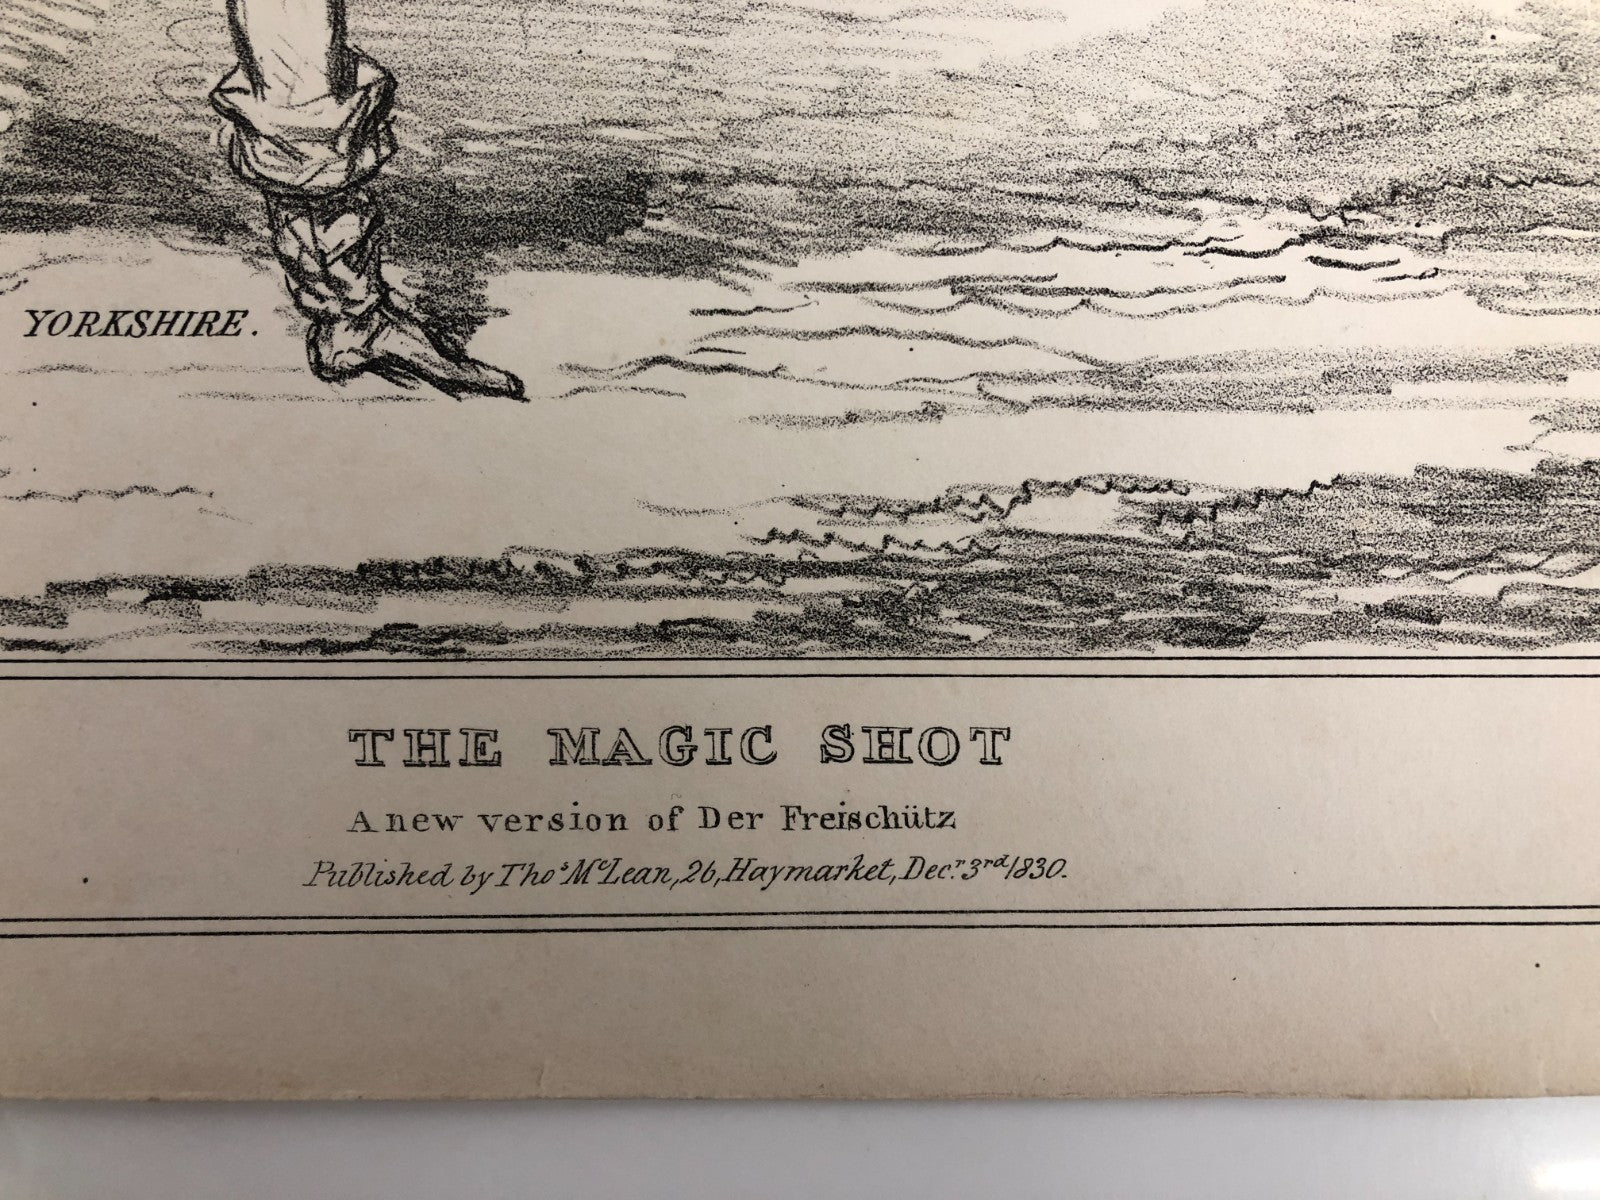 YORKSHIRE.
THE MAGIC SHOT
A new version of Der Freischütz
Published by Thoˢ McLean, 26, Haymarket, Decʳ. 3ʳᵈ 1830.